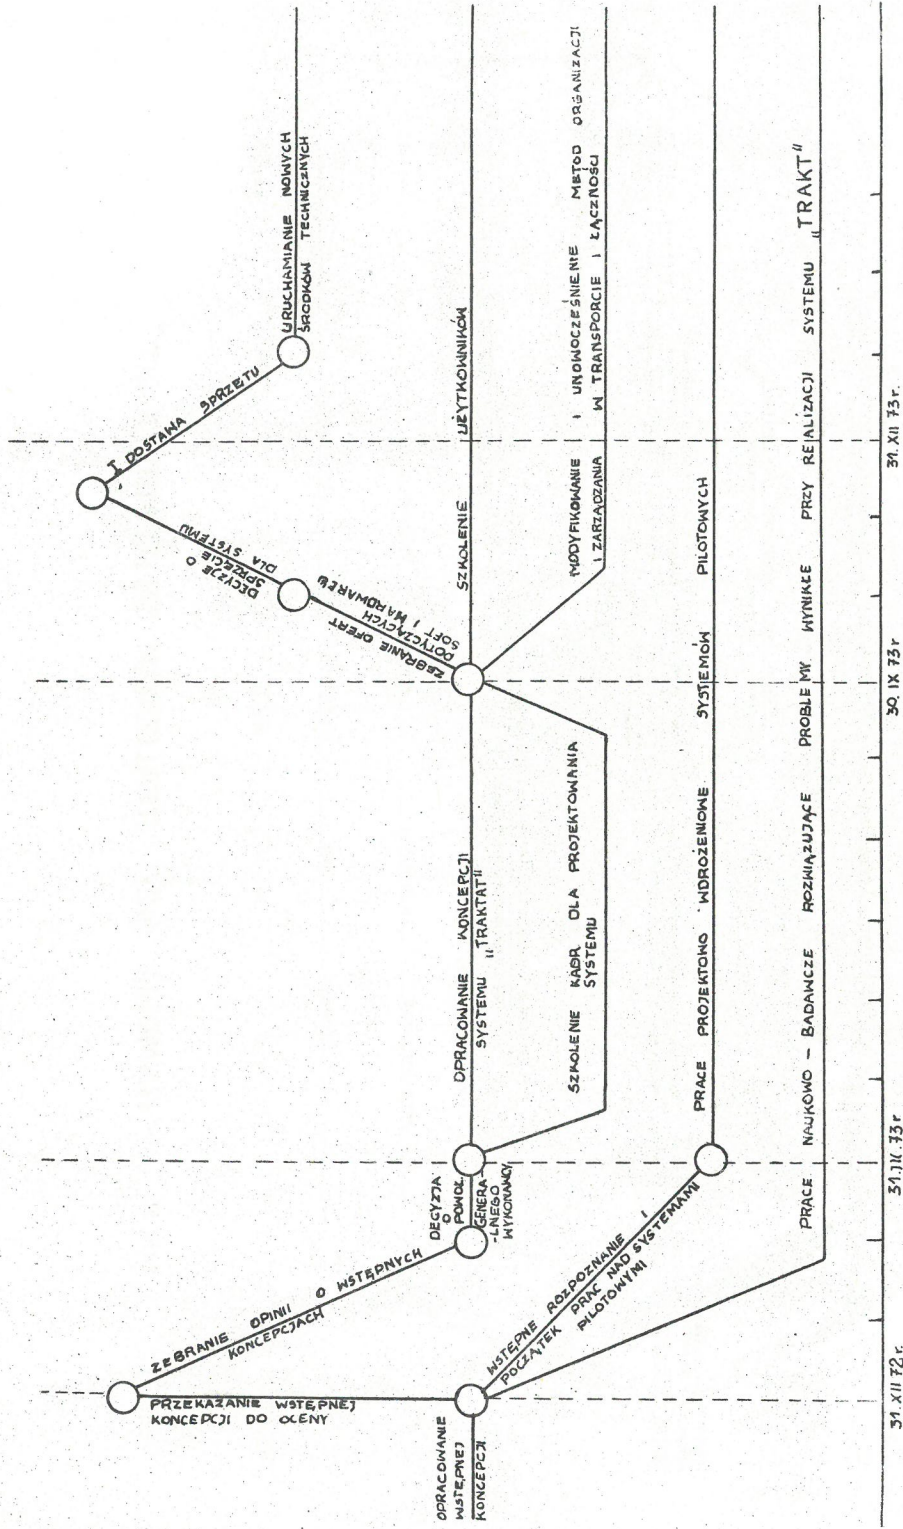 PRZEKAZANIE WSTĘPNEJ
KONCEPCJI DO OCENY
ZEBRANIE OPINII O WSTĘPNYCH
KONCEPCJACH
OPRACOWANIE
WSTĘPNEJ
KONCEPCJI
DECYZJA
O
POWOŁ.
GENERA-
-LNEGO
WYKONAWCY
OPRACOWANIE KONCEPCJI
SYSTEMU „TRAKTAT"
ZEBRANIE OFERT
DOTYCZĄCYCH
SOFT I
DECYZJE O
SPRZĘCIE
DLA SYSTEMU
I DOSTAWA SPRZĘTU
URUCHAMIANIE NOWYCH
ŚRODKÓW TECHNICZNYCH
SZKOLENIE UŻYTKOWNIKÓW
SZKOLENIE KADR DLA PROJEKTOWANIA
SYSTEMU
MODYFIKOWANIE I UNOWOCZEŚNIENIE METOD ORGANIZACJI
I ZARZĄDZANIA W TRANSPORCIE I ŁĄCZNOŚCI
WSTĘPNE ROZPOZNANIE I
POCZĄTEK PRAC NAD SYSTEMAMI
PILOTOWYMI
PRACE PROJEKTOWO WDROŻENIOWE SYSTEMÓW PILOTOWYCH
PRACE NAUKOWO – BADAWCZE ROZWIĄZUJĄCE PROBLEMY WYNIKŁE PRZY REALIZACJI SYSTEMU „TRAKT"
31. XII 72 r.
31.III.73 r
30. IX 73 r
31. XII 73 r.